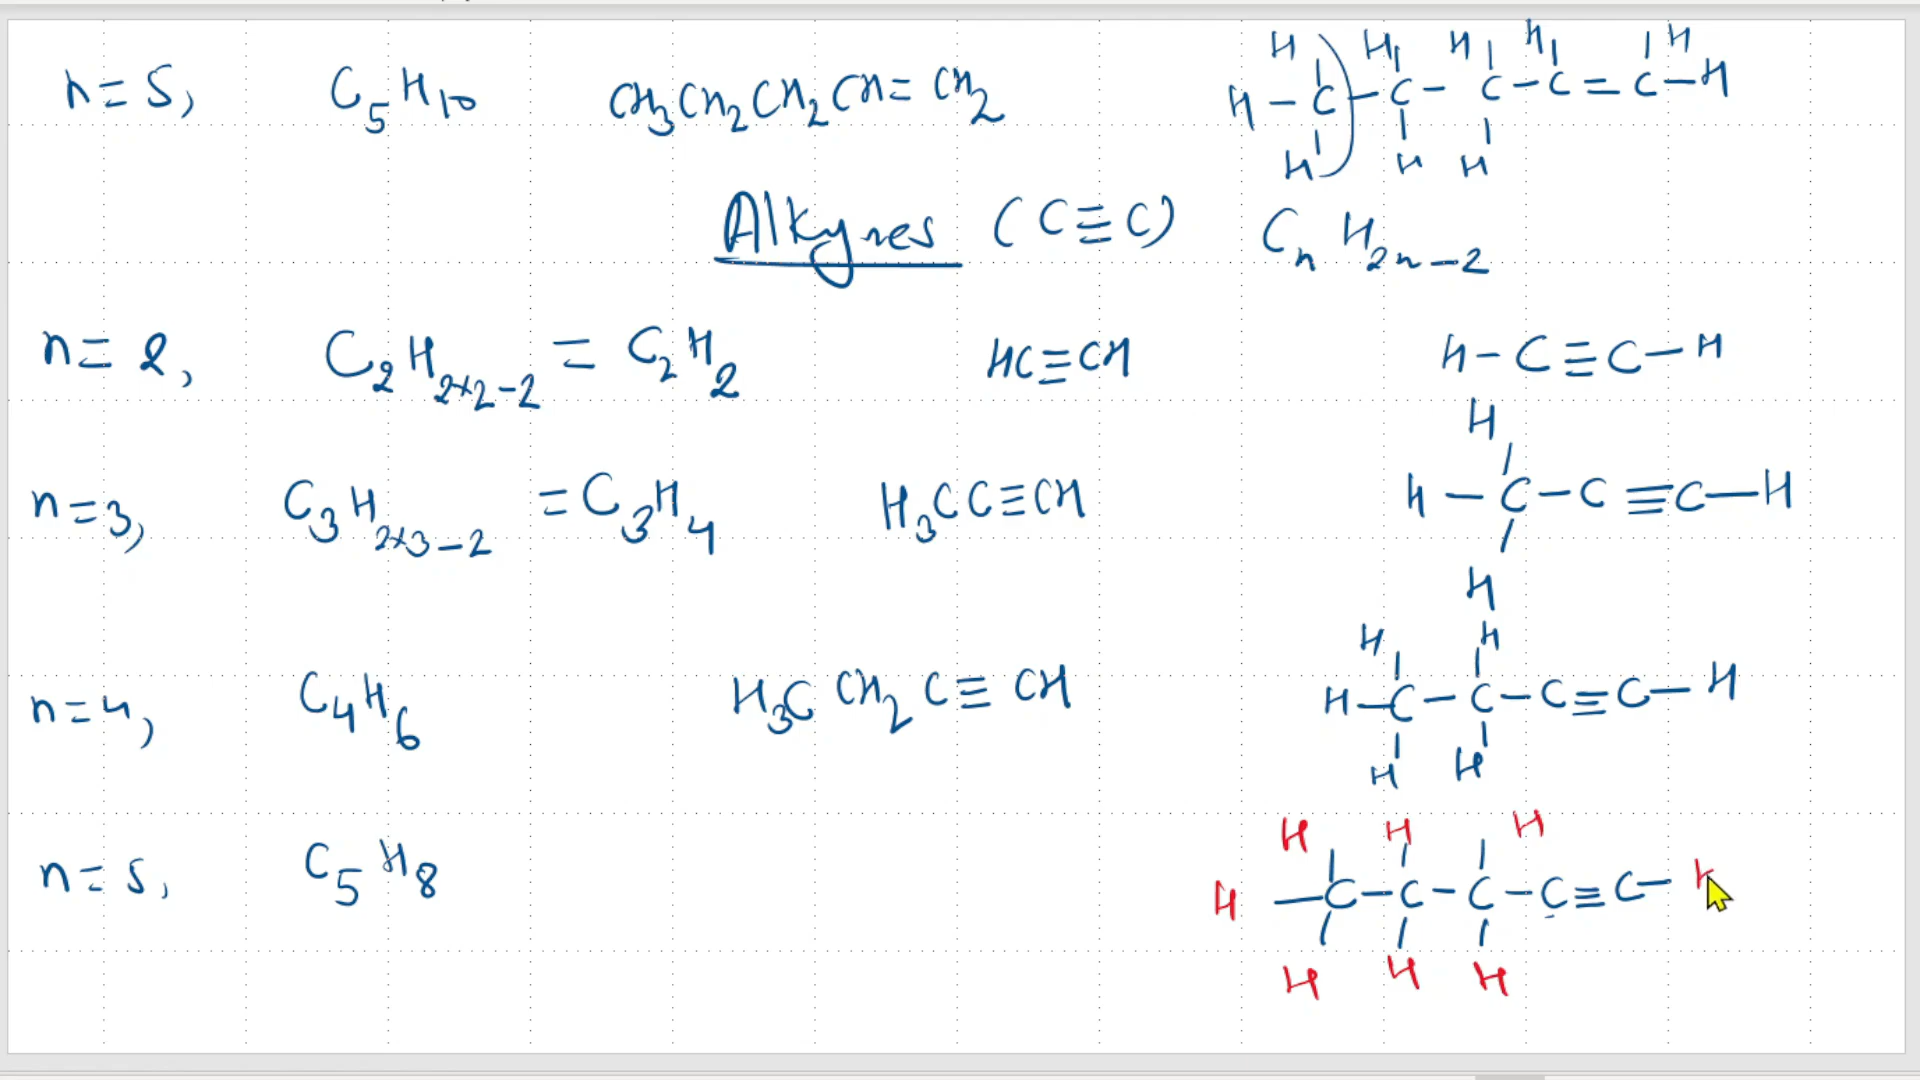 n=5, C₅H₁₀ CH₃CH₂CH₂CH=CH₂
H H H H H
H-C-C-C-C=C-H
H H H
Alkynes (C≡C) CₙH₂ₙ₋₂
n=2, C₂H₂ₓ₂₋₂ = C₂H₂ HC≡CH H-C≡C-H
H
n=3, C₃H₂ₓ₃₋₂ = C₃H₄ H₃CC≡CH H-C-C≡C-H
H
H H
n=4, C₄H₆ H₃CCH₂C≡CH H-C-C-C≡C-H
H H
H H H
n=5, C₅H₈ H-C-C-C-C≡C-
H H H